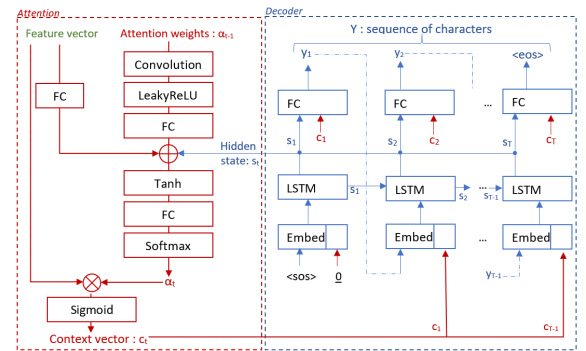 Attention
Decoder
Feature vector
Attention weights : αt-1
Y : sequence of characters
Convolution
y1
y2
<eos>
FC
LeakyReLU
FC
FC
...
FC
FC
c1
c2
cT
Hidden
state: st
s1
s2
sT
Tanh
LSTM
s1
LSTM
s2
...
sT-1
LSTM
FC
Softmax
Embed
Embed
...
Embed
αt
<sos>
0
yT-1
Sigmoid
Context vector : ct
c1
cT-1